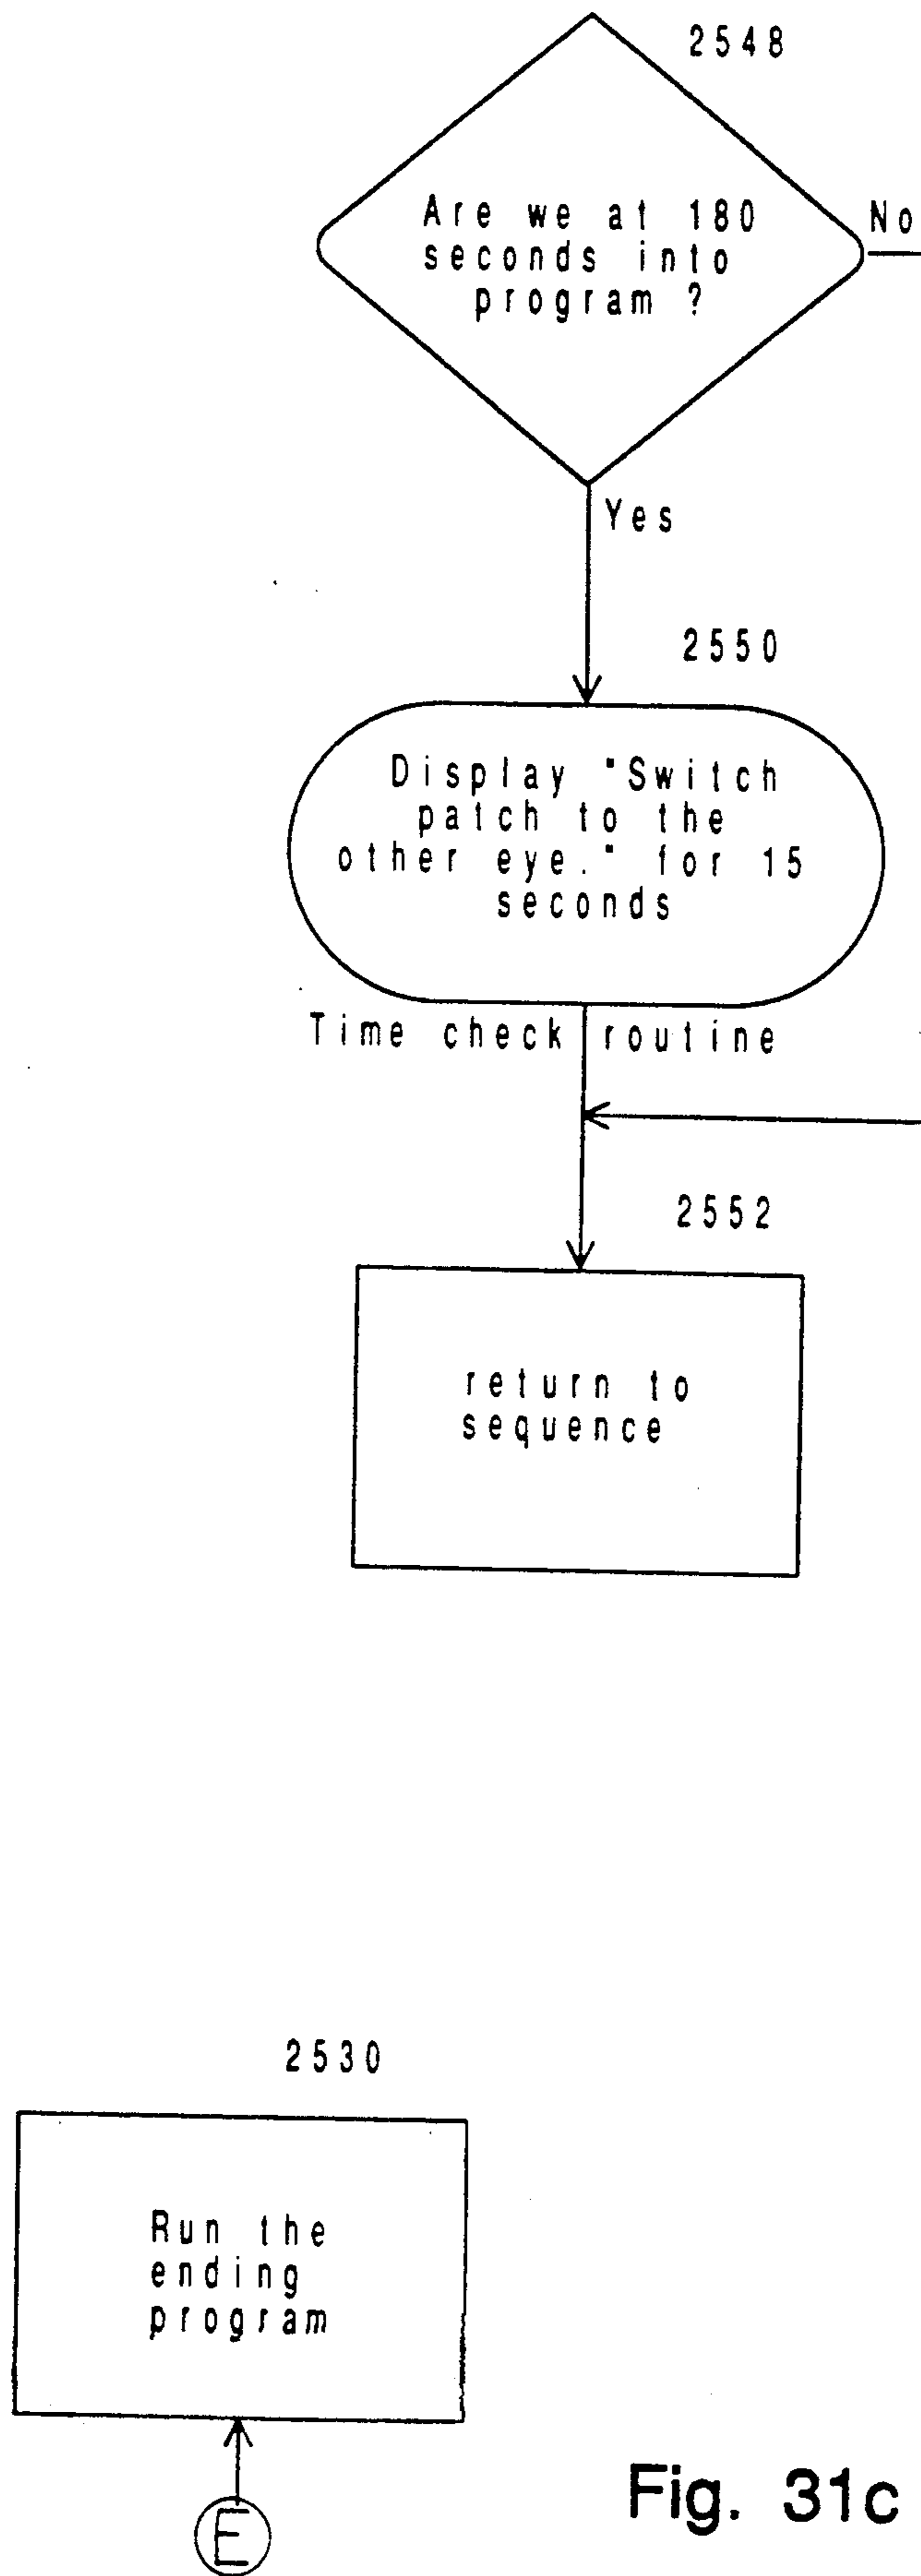 2548
Are we at 180
seconds into
program ?
No
Yes
2550
Display "Switch
patch to the
other eye." for 15
seconds
Time check routine
2552
return to
sequence
2530
Run the
ending
program
E
Fig. 31c